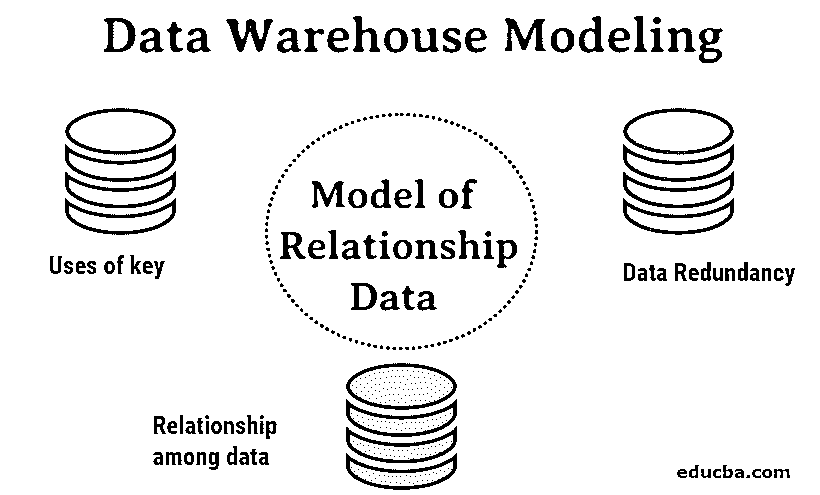 Data Warehouse Modeling
Uses of key
Model of
Relationship
Data
Data Redundancy
Relationship
among data
educba.com